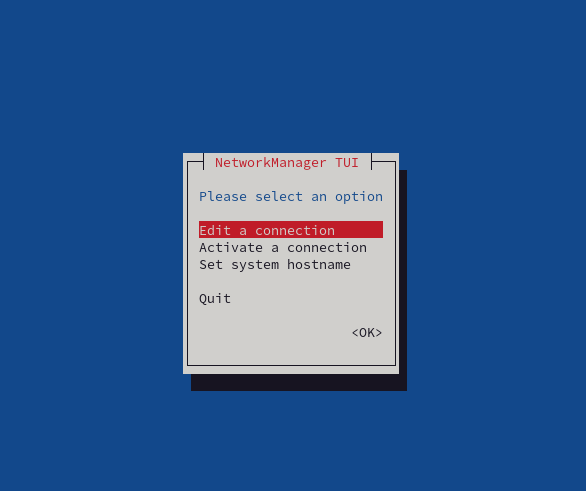 NetworkManager TUI
Please select an option
Edit a connection
Activate a connection
Set system hostname
Quit
<OK>